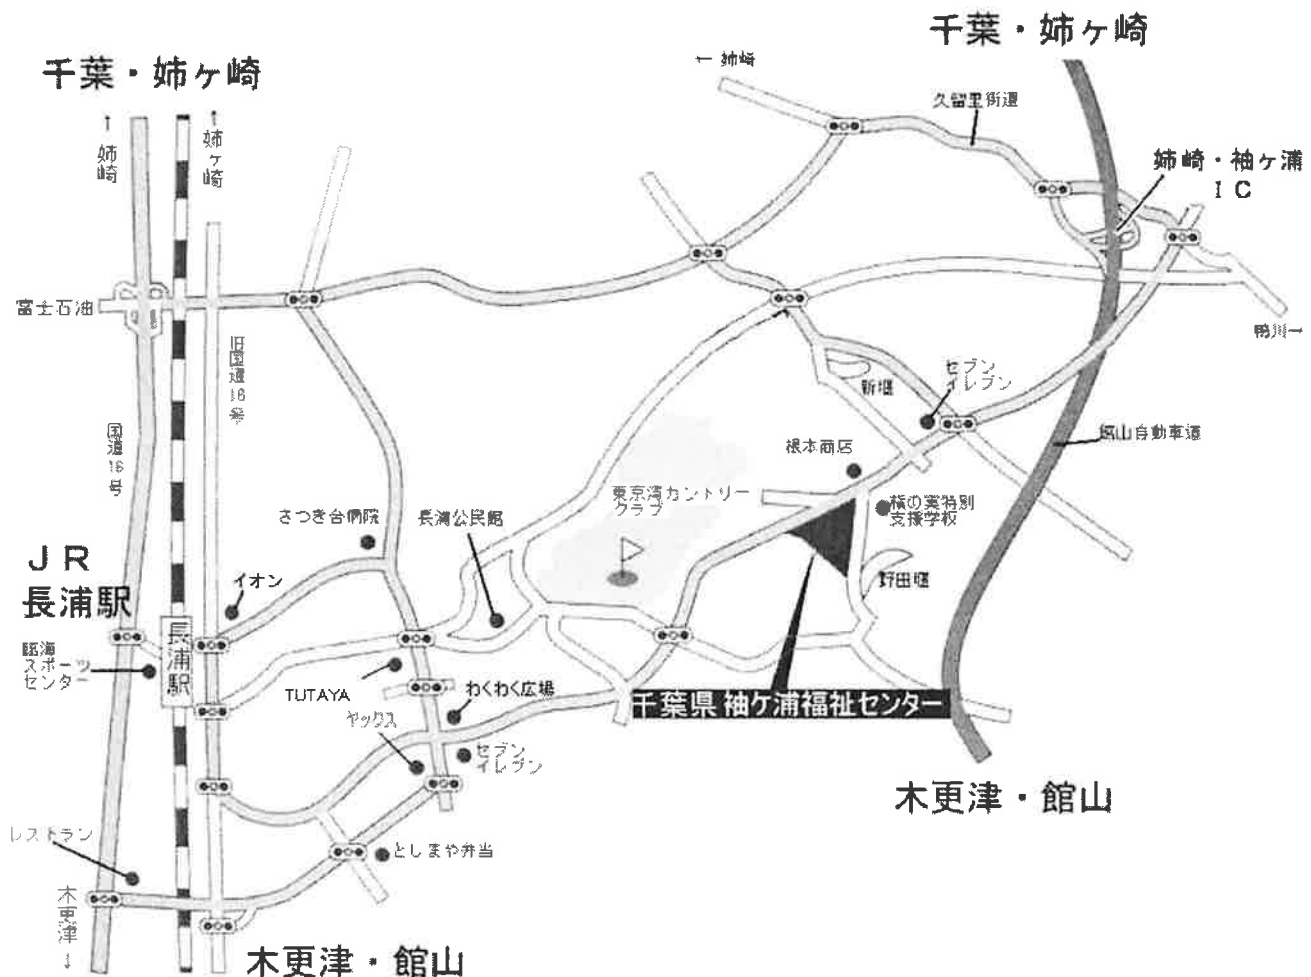 千葉・姉ヶ崎
千葉・姉ヶ崎
←姉崎
久留里街道
姉崎・袖ヶ浦
IC
↑姉崎
↑姉ヶ崎
富士石油
旧国道16号
国道16号
鴨川→
セブン
イレブン
新堰
館山自動車道
根本商店
東京湾カントリー
クラブ
槇の実特別
支援学校
さつき台病院
長浦公民館
野田堰
JR
長浦駅
イオン
長浦駅
臨海
スポーツ
センター
TUTAYA
わくわく広場
千葉県 袖ケ浦福祉センター
ヤックス
セブン
イレブン
木更津・館山
レストラン
としまや弁当
木更津↓
木更津・館山